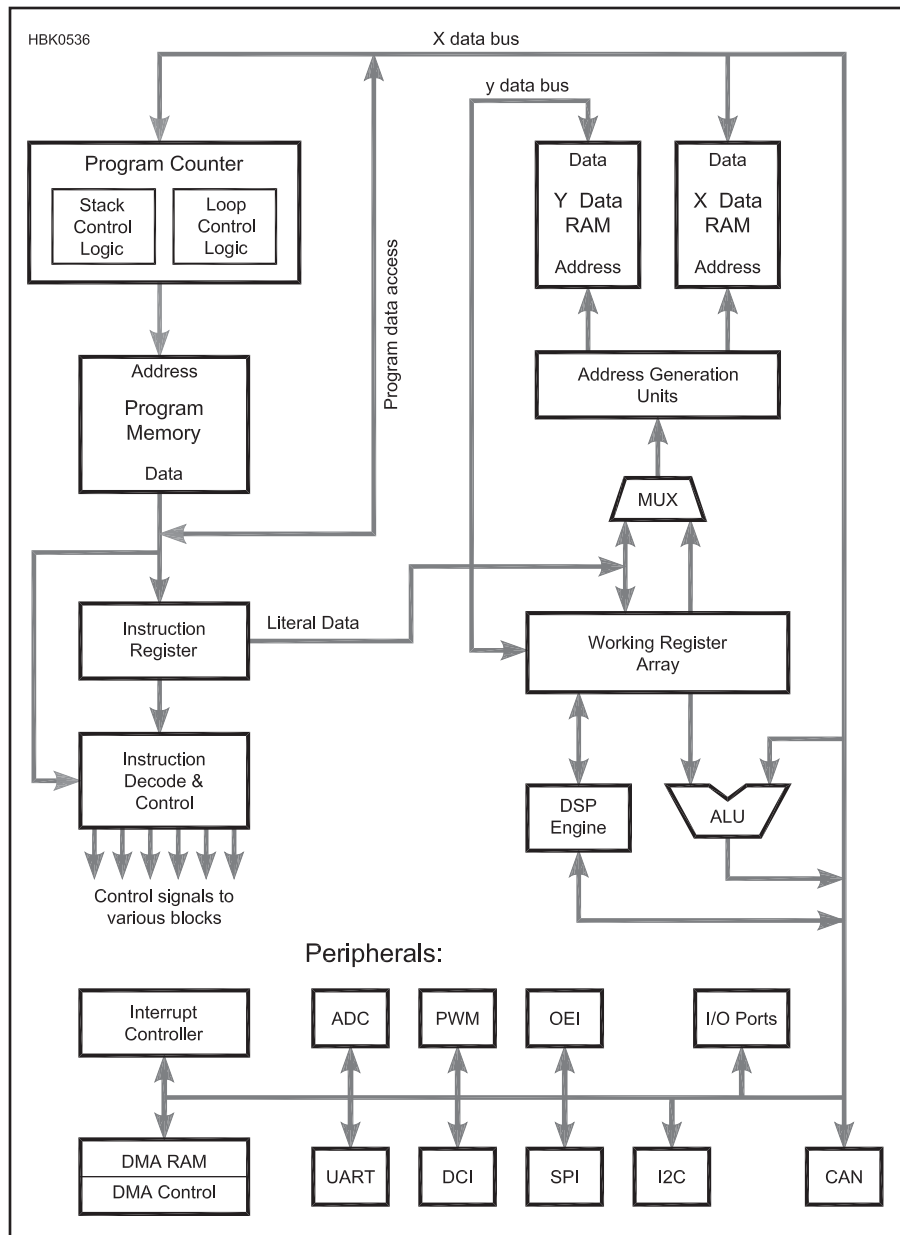 HBK0536
X data bus
y data bus
Program Counter
Stack
Control
Logic
Loop
Control
Logic
Data
Y Data
RAM
Address
Data
X Data
RAM
Address
Program data access
Address
Program
Memory
Data
Address Generation
Units
MUX
Instruction
Register
Literal Data
Working Register
Array
Instruction
Decode &
Control
DSP
Engine
ALU
Control signals to
various blocks
Peripherals:
Interrupt
Controller
ADC
PWM
OEI
I/O Ports
DMA RAM
DMA Control
UART
DCI
SPI
I2C
CAN